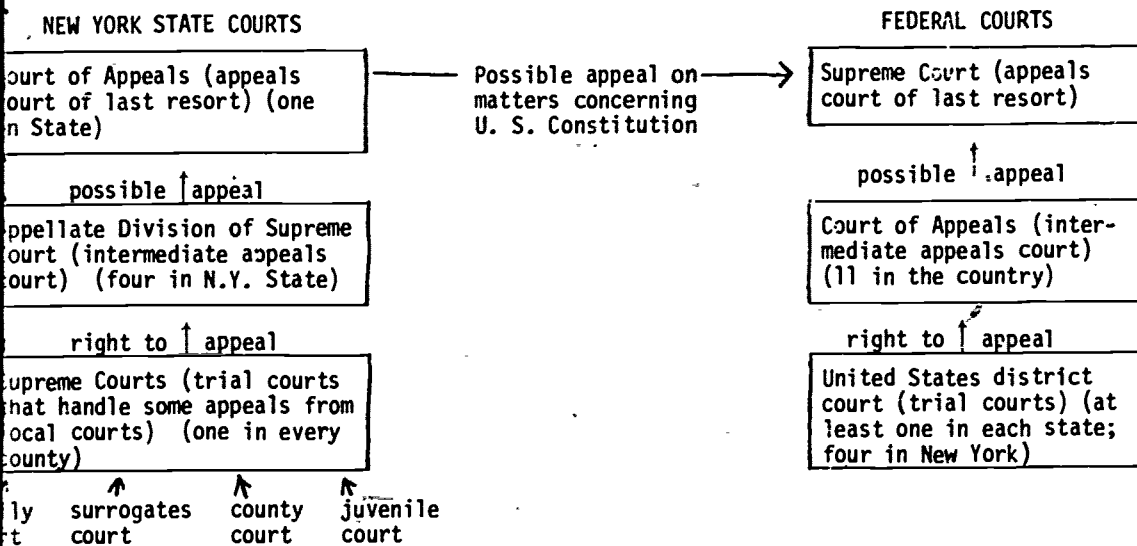 NEW YORK STATE COURTS
ourt of Appeals (appeals
ourt of last resort) (one
n State)
Possible appeal on
matters concerning
U. S. Constitution
possible appeal
ppellate Division of Supreme
ourt (intermediate appeals
ourt) (four in N.Y. State)
right to appeal
upreme Courts (trial courts
hat handle some appeals from
ocal courts) (one in every
ounty)
ly surrogates county juvenile
rt court court court
FEDERAL COURTS
Supreme Court (appeals
court of last resort)
possible appeal
Court of Appeals (inter-
mediate appeals court)
(11 in the country)
right to appeal
United States district
court (trial courts) (at
least one in each state;
four in New York)